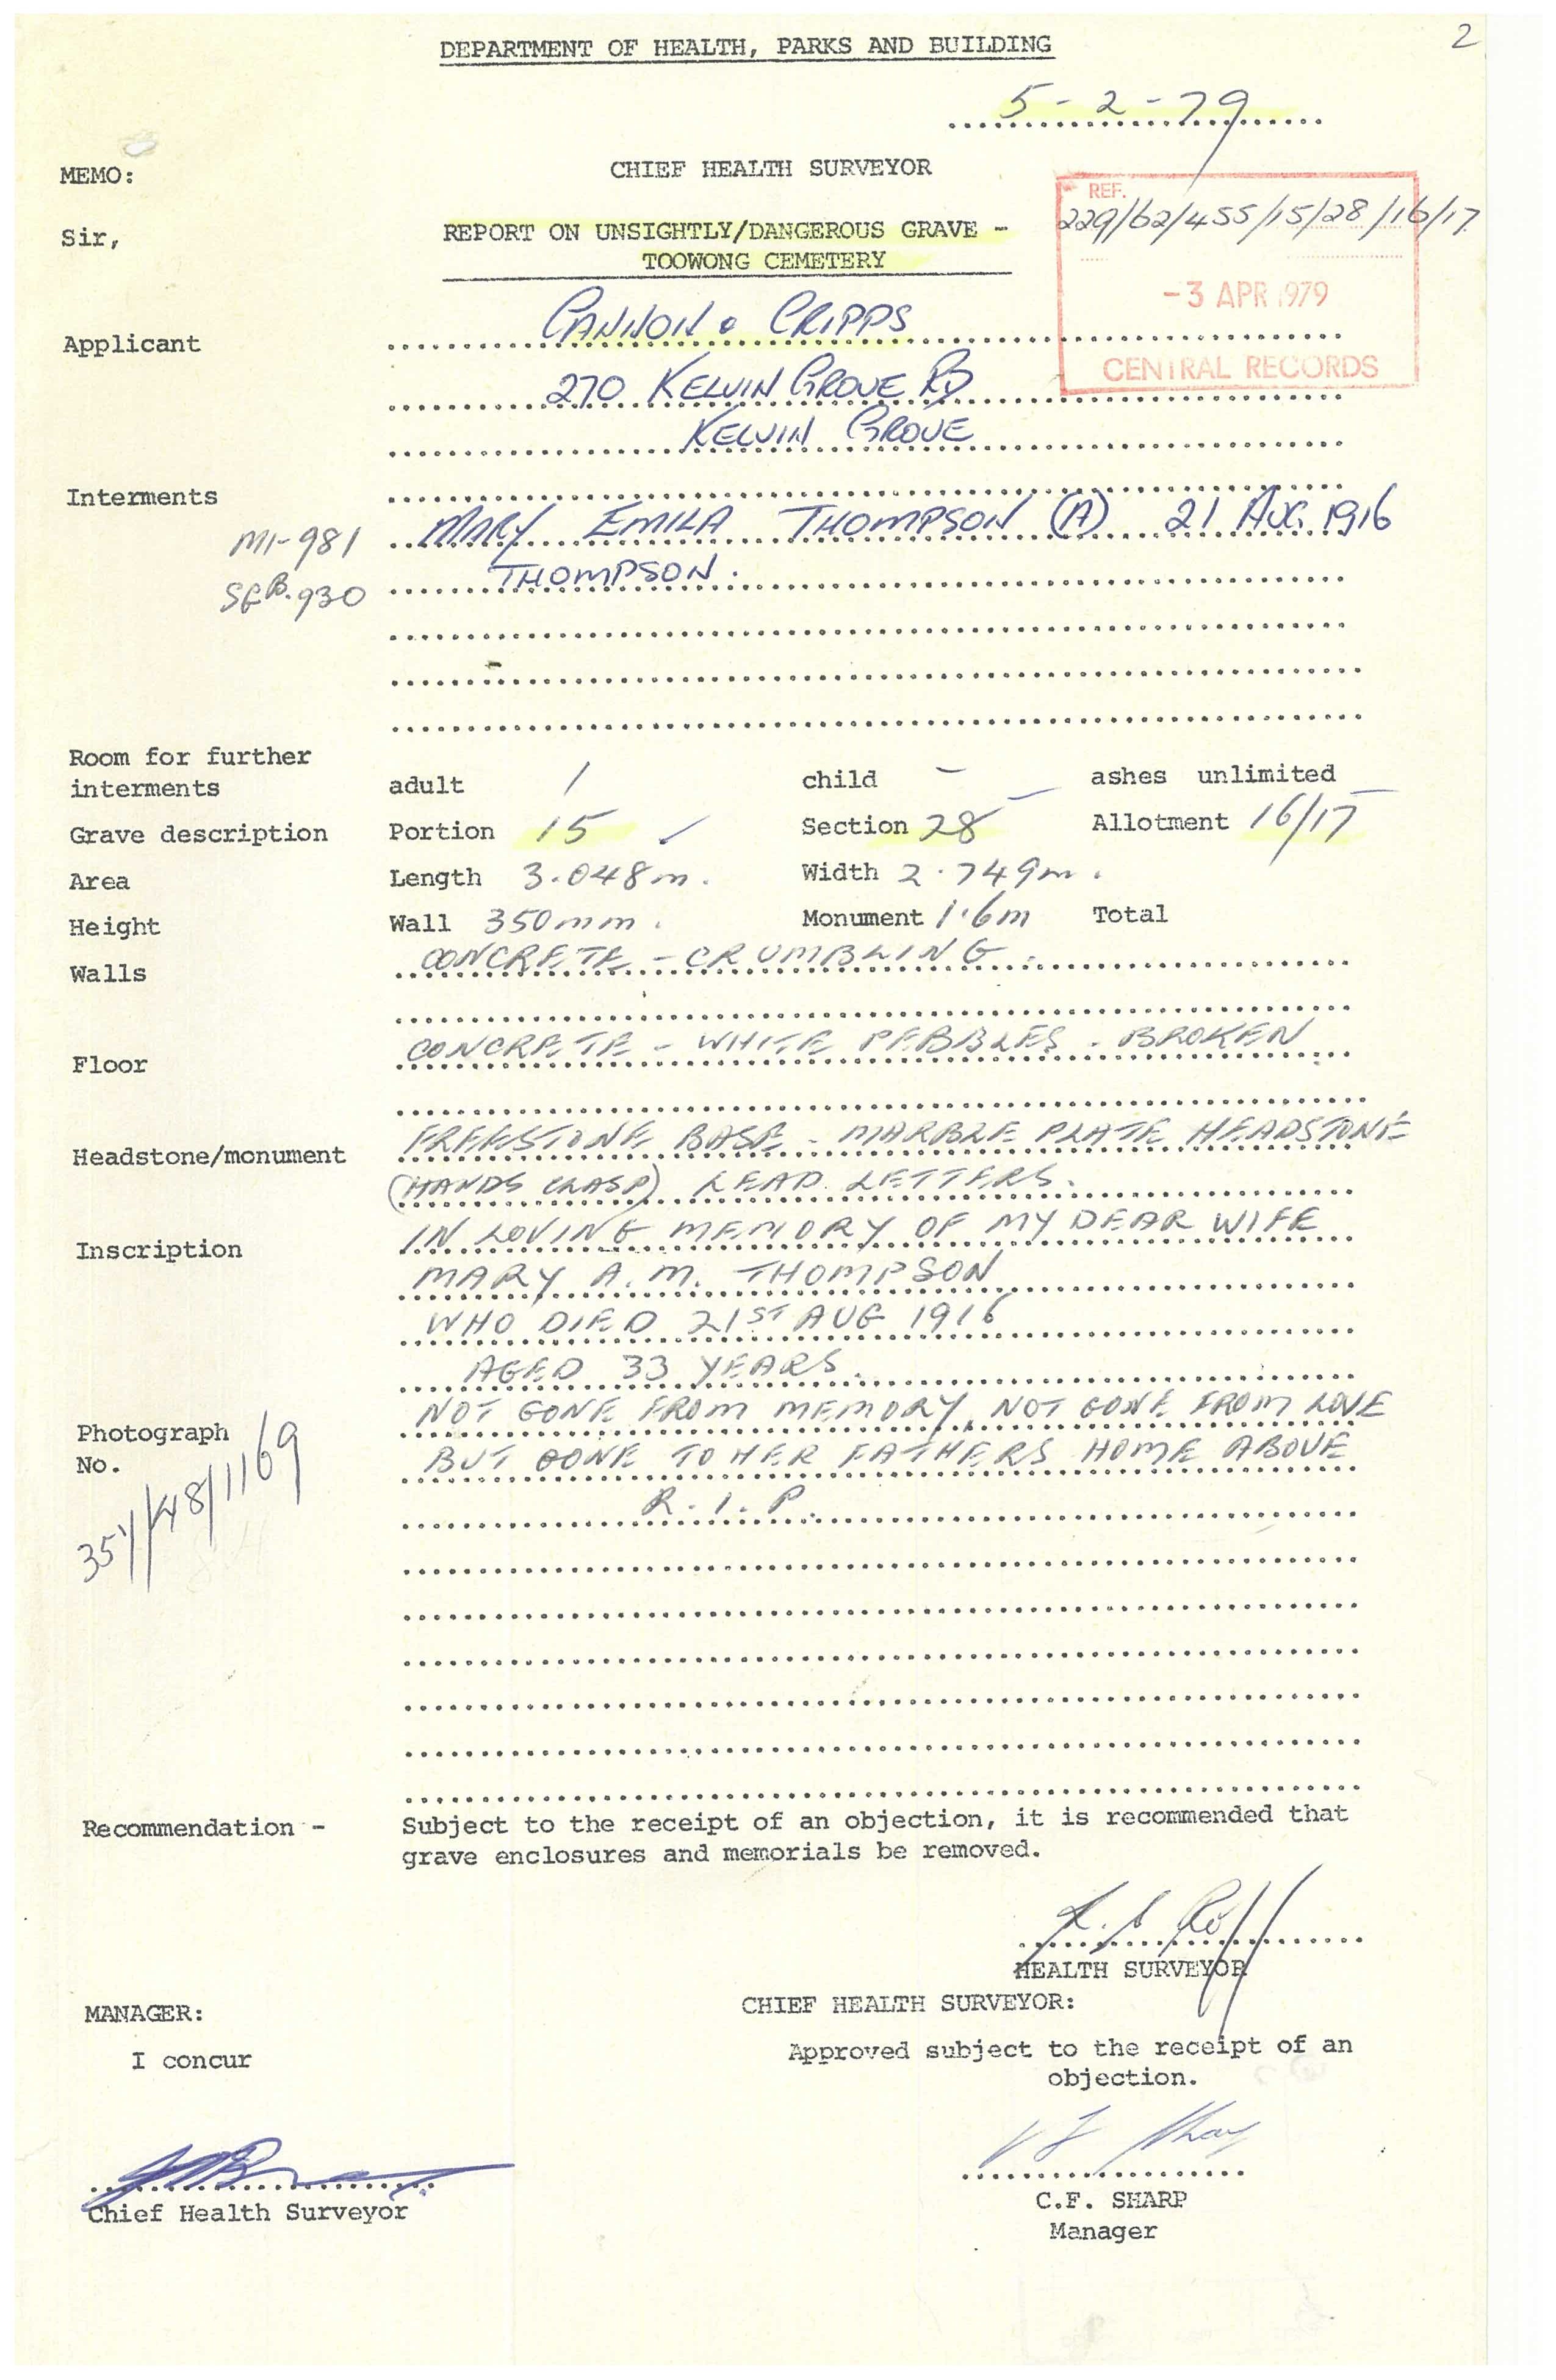 2
DEPARTMENT OF HEALTH, PARKS AND BUILDING
5-2-79
MEMO: CHIEF HEALTH SURVEYOR
REF.
229/62/455/15/28/16/17
Sir, REPORT ON UNSIGHTLY/DANGEROUS GRAVE -
TOOWONG CEMETERY
-3 APR 1979
CENTRAL RECORDS
Applicant CANNON & CRIPPS
270 KELVIN GROVE RD
KELVIN GROVE
Interments
M1-981 MARY EMILA THOMPSON (A) 21 AUG. 1916
THOMPSON.
930
Room for further
interments adult 1 child - ashes unlimited -
Grave description Portion 15 ✓ Section 28 Allotment 16/17
Area Length 3.048m. Width 2.749m.
Height Wall 350mm. Monument 1.6m Total
Walls CONCRETE - CRUMBLING.
Floor CONCRETE - WHITE PEBBLES - BROKEN
Headstone/monument FREESTONE BASE - MARBLE PLATE HEADSTONE
(HANDS CLASP) LEAD LETTERS.
Inscription IN LOVING MEMORY OF MY DEAR WIFE
MARY A.M. THOMPSON
WHO DIED 21ST AUG 1916
AGED 33 YEARS.
Photograph NOT GONE FROM MEMORY, NOT GONE FROM LOVE
No. BUT GONE TO HER FATHERS HOME ABOVE
R.I.P.
Recommendation - Subject to the receipt of an objection, it is recommended that
grave enclosures and memorials be removed.
HEALTH SURVEYOR
MANAGER: CHIEF HEALTH SURVEYOR:
I concur Approved subject to the receipt of an
objection.
Chief Health Surveyor C.F. SHARP
Manager